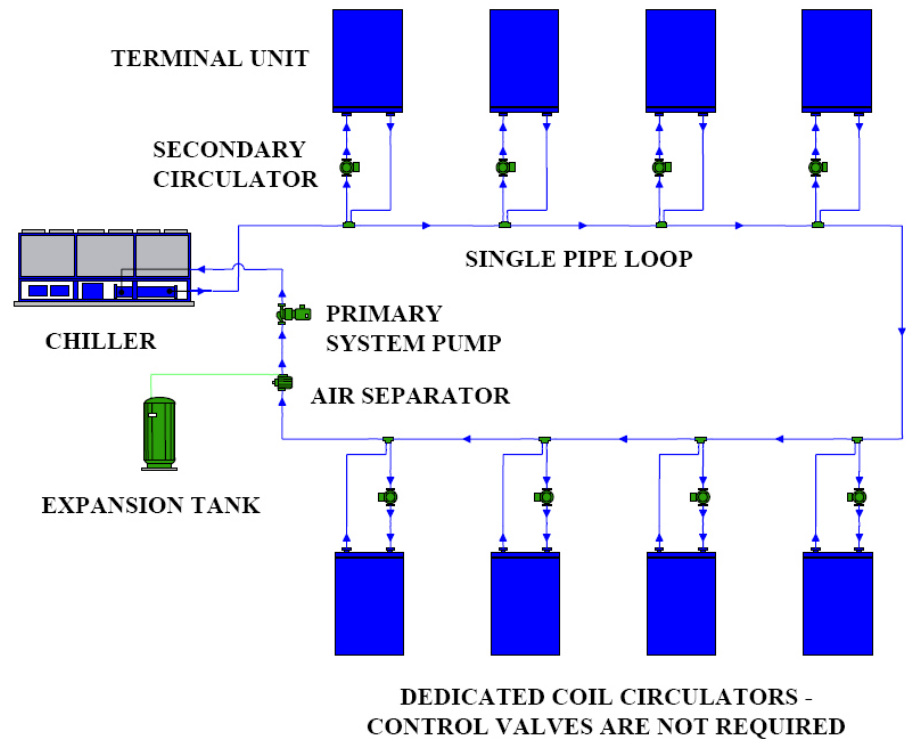 TERMINAL UNIT
SECONDARY
CIRCULATOR
SINGLE PIPE LOOP
CHILLER
PRIMARY
SYSTEM PUMP
AIR SEPARATOR
EXPANSION TANK
DEDICATED COIL CIRCULATORS -
CONTROL VALVES ARE NOT REQUIRED